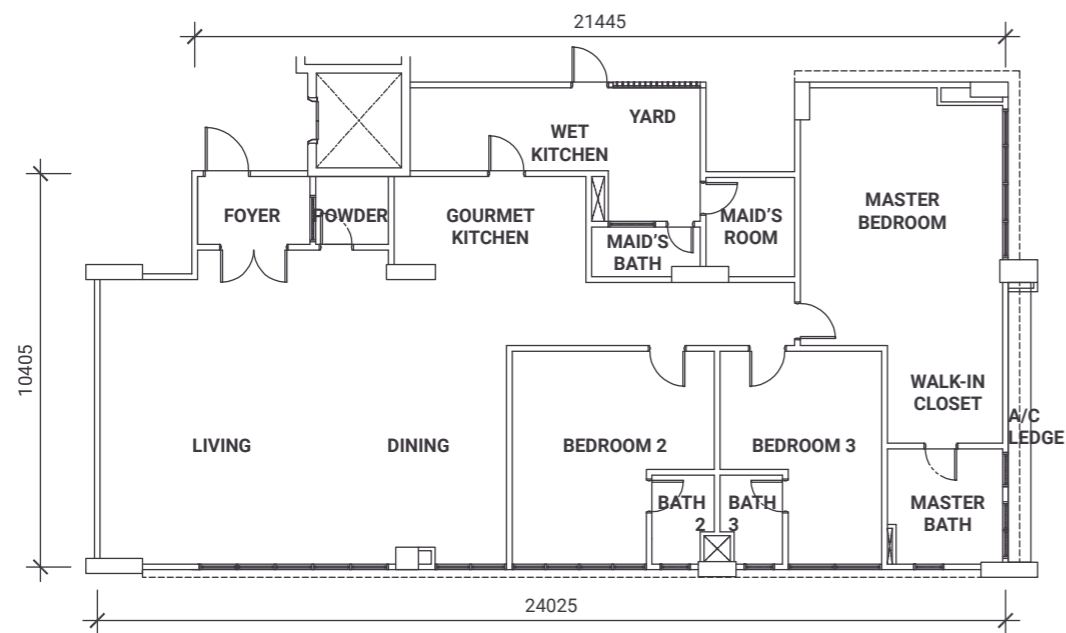 21445
YARD
WET
KITCHEN
MASTER
BEDROOM
FOYER
POWDER
GOURMET
KITCHEN
MAID'S
ROOM
MAID'S
BATH
10405
WALK-IN
CLOSET
A/C
LEDGE
LIVING
DINING
BEDROOM 2
BEDROOM 3
BATH
2
BATH
3
MASTER
BATH
24025